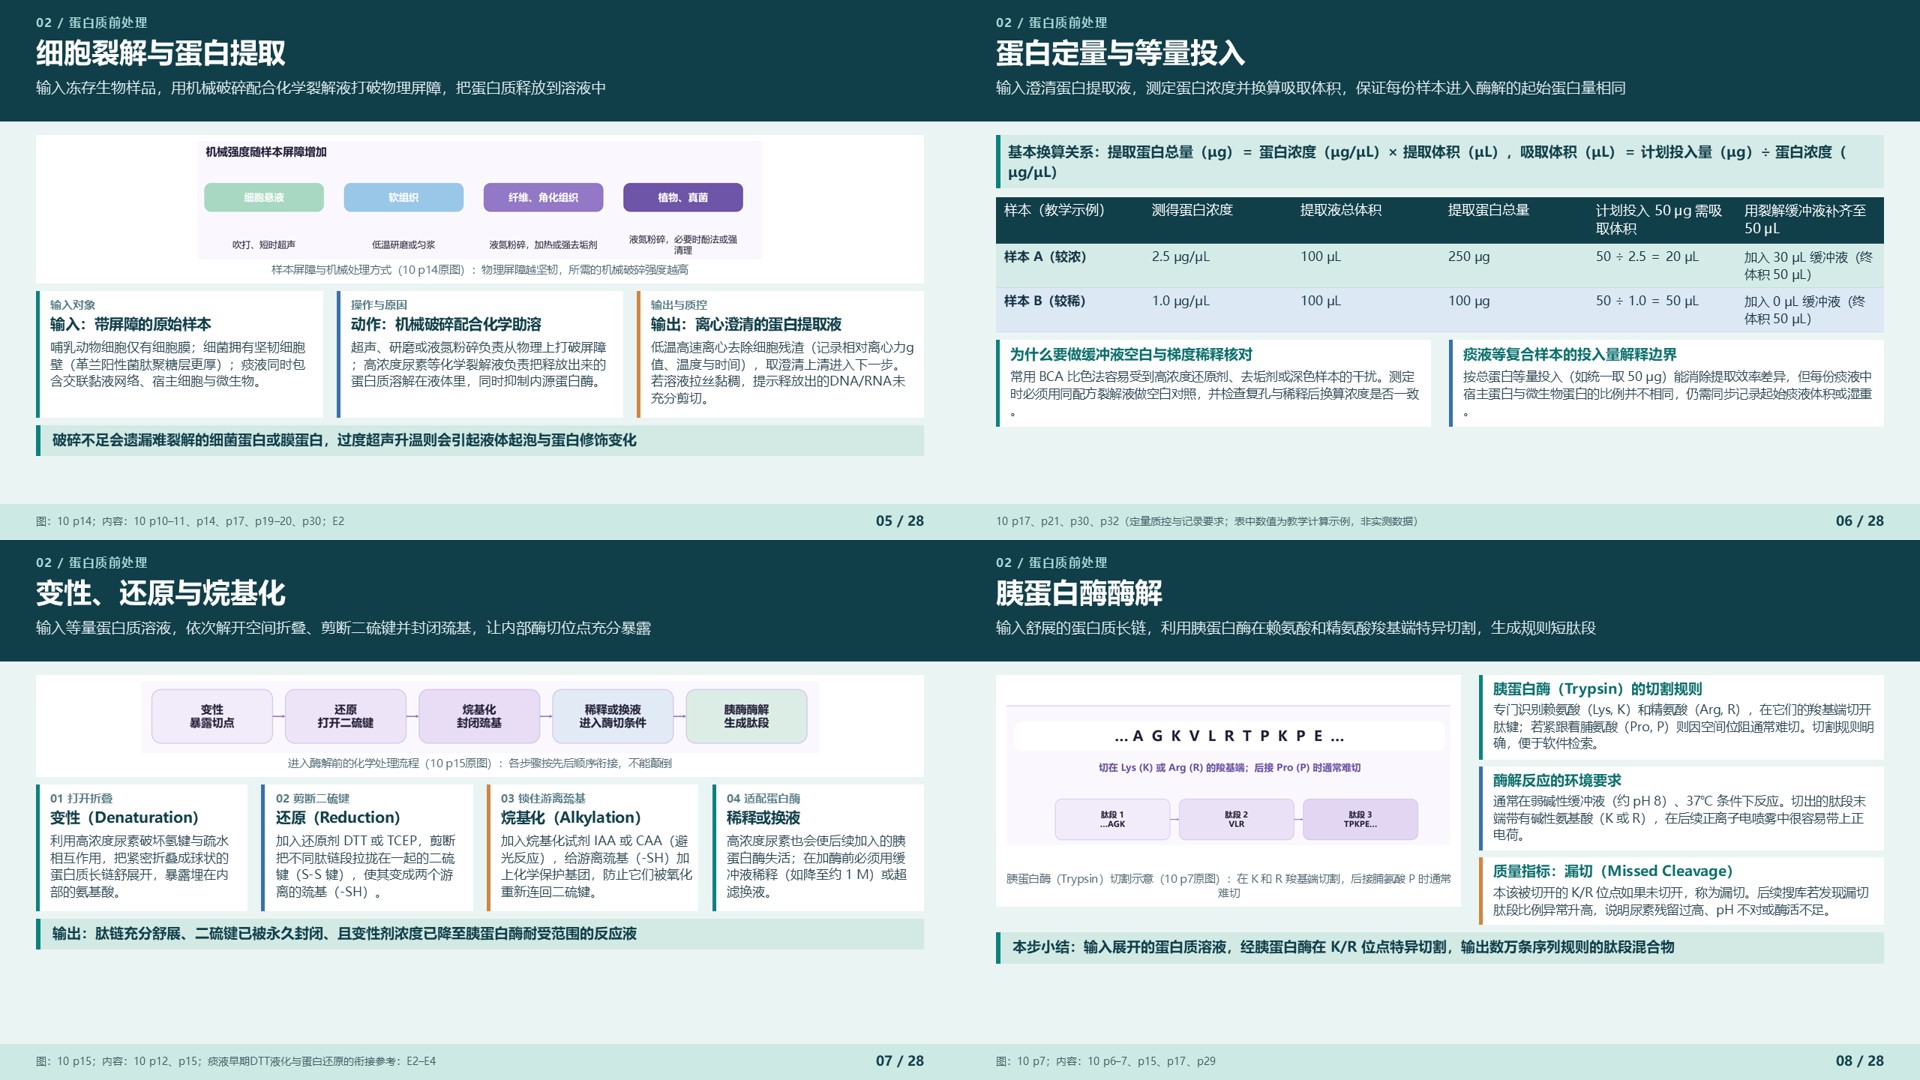 02 / 蛋白质前处理
细胞裂解与蛋白提取
输入冻存生物样品，用机械破碎配合化学裂解液打破物理屏障，把蛋白质释放到溶液中
机械强度随样本屏障增加
细胞悬液
软组织
纤维、角化组织
植物、真菌
吹打、短时超声
低温研磨或匀浆
液氮粉碎，加热或强去垢剂
液氮粉碎，必要时酚法或强
清理
样本屏障与机械处理方式（10 p14原图）：物理屏障越坚韧，所需的机械破碎强度越高
输入对象
输入：带屏障的原始样本
哺乳动物细胞仅有细胞膜；细菌拥有坚韧细胞
壁（革兰阳性菌肽聚糖层更厚）；痰液同时包
含交联黏液网络、宿主细胞与微生物。
操作与原因
动作：机械破碎配合化学助溶
超声、研磨或液氮粉碎负责从物理上打破屏障
；高浓度尿素等化学裂解液负责把释放出来的
蛋白质溶解在液体里，同时抑制内源蛋白酶。
输出与质控
输出：离心澄清的蛋白提取液
低温高速离心去除细胞残渣（记录相对离心力g
值、温度与时间），取澄清上清进入下一步。
若溶液拉丝黏稠，提示释放出的DNA/RNA未
充分剪切。
破碎不足会遗漏难裂解的细菌蛋白或膜蛋白，过度超声升温则会引起液体起泡与蛋白修饰变化
图：10 p14；内容：10 p10–11、p14、p17、p19–20、p30；E2
05 / 28
02 / 蛋白质前处理
蛋白定量与等量投入
输入澄清蛋白提取液，测定蛋白浓度并换算吸取体积，保证每份样本进入酶解的起始蛋白量相同
基本换算关系：提取蛋白总量（μg）= 蛋白浓度（μg/μL）× 提取体积（μL），吸取体积（μL）= 计划投入量（μg）÷ 蛋白浓度（
μg/μL）
样本（教学示例）
测得蛋白浓度
提取液总体积
提取蛋白总量
计划投入 50 μg 需吸
取体积
用裂解缓冲液补齐至
50 μL
样本 A（较浓）
2.5 μg/μL
100 μL
250 μg
50 ÷ 2.5 = 20 μL
加入 30 μL 缓冲液（终
体积 50 μL）
样本 B（较稀）
1.0 μg/μL
100 μL
100 μg
50 ÷ 1.0 = 50 μL
加入 0 μL 缓冲液（终
体积 50 μL）
为什么要做缓冲液空白与梯度稀释核对
常用 BCA 比色法容易受到高浓度还原剂、去垢剂或深色样本的干扰。测定
时必须用同配方裂解液做空白对照，并检查复孔与稀释后换算浓度是否一致
。
痰液等复合样本的投入量解释边界
按总蛋白等量投入（如统一取 50 μg）能消除提取效率差异，但每份痰液中
宿主蛋白与微生物蛋白的比例并不相同，仍需同步记录起始痰液体积或湿重
。
10 p17、p21、p30、p32（定量质控与记录要求；表中数值为教学计算示例，非实测数据）
06 / 28
02 / 蛋白质前处理
变性、还原与烷基化
输入等量蛋白质溶液，依次解开空间折叠、剪断二硫键并封闭巯基，让内部酶切位点充分暴露
变性
暴露切点
还原
打开二硫键
烷基化
封闭巯基
稀释或换液
进入酶切条件
胰酶酶解
生成肽段
进入酶解前的化学处理流程（10 p15原图）：各步骤按先后顺序衔接，不能颠倒
01 打开折叠
变性（Denaturation）
利用高浓度尿素破坏氢键与疏水
相互作用，把紧密折叠成球状的
蛋白质长链舒展开，暴露埋在内
部的氨基酸。
02 剪断二硫键
还原（Reduction）
加入还原剂 DTT 或 TCEP，剪断
把不同肽链段拉拢在一起的二硫
键（S-S 键），使其变成两个游
离的巯基（-SH）。
03 锁住游离巯基
烷基化（Alkylation）
加入烷基化试剂 IAA 或 CAA（避
光反应），给游离巯基（-SH）加
上化学保护基团，防止它们被氧化
重新连回二硫键。
04 适配蛋白酶
稀释或换液
高浓度尿素也会使后续加入的胰
蛋白酶失活；在加酶前必须用缓
冲液稀释（如降至约 1 M）或超
滤换液。
输出：肽链充分舒展、二硫键已被永久封闭、且变性剂浓度已降至胰蛋白酶耐受范围的反应液
图：10 p15；内容：10 p12、p15；痰液早期DTT液化与蛋白还原的衔接参考：E2–E4
07 / 28
02 / 蛋白质前处理
胰蛋白酶酶解
输入舒展的蛋白质长链，利用胰蛋白酶在赖氨酸和精氨酸羧基端特异切割，生成规则短肽段
... A G K V L R T P K P E ...
切在 Lys (K) 或 Arg (R) 的羧基端；后接 Pro (P) 时通常难切
肽段 1
...AGK
肽段 2
VLR
肽段 3
TPKPE...
胰蛋白酶（Trypsin）切割示意（10 p7原图）：在 K 和 R 羧基端切割，后接脯氨酸 P 时通常
难切
胰蛋白酶（Trypsin）的切割规则
专门识别赖氨酸（Lys, K）和精氨酸（Arg, R），在它们的羧基端切开
肽键；若紧跟着脯氨酸（Pro, P）则因空间位阻通常难切。切割规则明
确，便于软件检索。
酶解反应的环境要求
通常在弱碱性缓冲液（约 pH 8）、37°C 条件下反应。切出的肽段末
端带有碱性氨基酸（K 或 R），在后续正离子电喷雾中很容易带上正
电荷。
质量指标：漏切（Missed Cleavage）
本该被切开的 K/R 位点如果未切开，称为漏切。后续搜库若发现漏切
肽段比例异常升高，说明尿素残留过高、pH 不对或酶活不足。
本步小结：输入展开的蛋白质溶液，经胰蛋白酶在 K/R 位点特异切割，输出数万条序列规则的肽段混合物
图：10 p7；内容：10 p6–7、p15、p17、p29
08 / 28